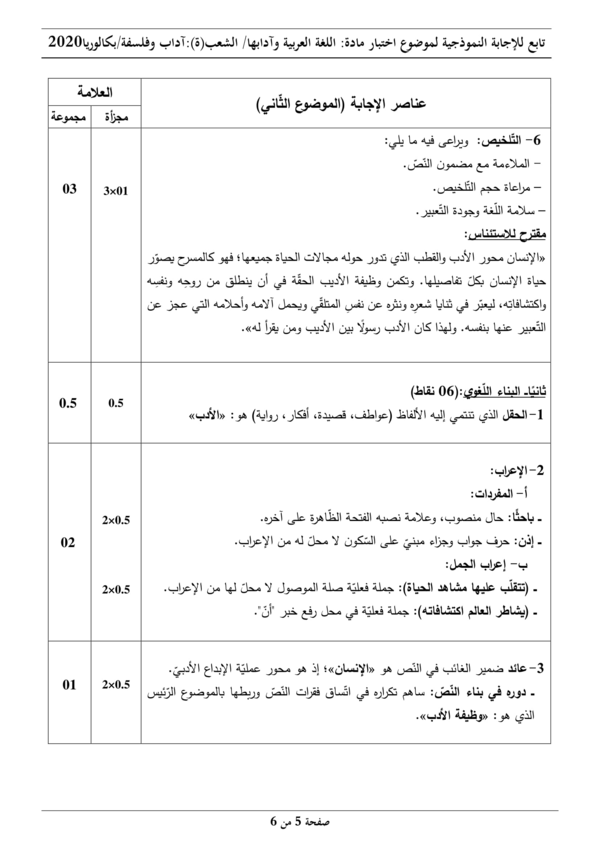 تابع للإجابة النموذجية لموضوع اختبار مادة: اللغة العربية وآدابها/ الشعب(ة):آداب وفلسفة/بكالوريا2020
العلامة
عناصر الإجابة (الموضوع الثّاني)
مجموعة
مجزأة
6- التّلخيص: ويراعى فيه ما يلي:
- الملاءمة مع مضمون النّصّ.
- مراعاة حجم التّلخيص.
- سلامة اللّغة وجودة التّعبير.
03
3×01
مقترح للاستئناس:
«الإنسان محور الأدب والقطب الذي تدور حوله مجالات الحياة جميعها؛ فهو كالمسرح يصوّر
حياة الإنسان بكلّ تفاصيلها. وتكمن وظيفة الأديب الحقّة في أن ينطلق من روحِه ونفسِه
واكتشافاتِه، ليعبّر في ثنايا شعرِه ونثره عن نفسِ المتلقّي ويحمل آلامه وأحلامه التي عجز عن
التّعبير عنها بنفسه. ولهذا كان الأدب رسولًا بين الأديب ومن يقرأ له».
ثانيًاـ البناء اللّغوي:(06 نقاط)
1-الحقل الذي تنتمي إليه الألفاظ (عواطف، قصيدة، أفكار، رواية) هو: «الأدب»
0.5
0.5
2-الإعراب:
أ- المفردات:
ـ باحثًا: حال منصوب، وعلامة نصبه الفتحة الظّاهرة على آخره.
ـ إذن: حرف جواب وجزاء مبنيّ على السّكون لا محلّ له من الإعراب.
ب- إعراب الجمل:
ـ (تتقلّب عليها مشاهد الحياة): جملة فعليّة صلة الموصول لا محلّ لها من الإعراب.
ـ (يشاطر العالم اكتشافاته): جملة فعليّة في محل رفع خبر "أنّ".
2×0.5
2×0.5
02
3-عائد ضمير الغائب في النّص هو «الإنسان»؛ إذ هو محور عمليّة الإبداع الأدبيّ.
ـ دوره في بناء النّصّ: ساهم تكراره في اتّساق فقرات النّصّ وربطها بالموضوع الرّئيس
الذي هو: «وظيفة الأدب».
2×0.5
01
صفحة 5 من 6